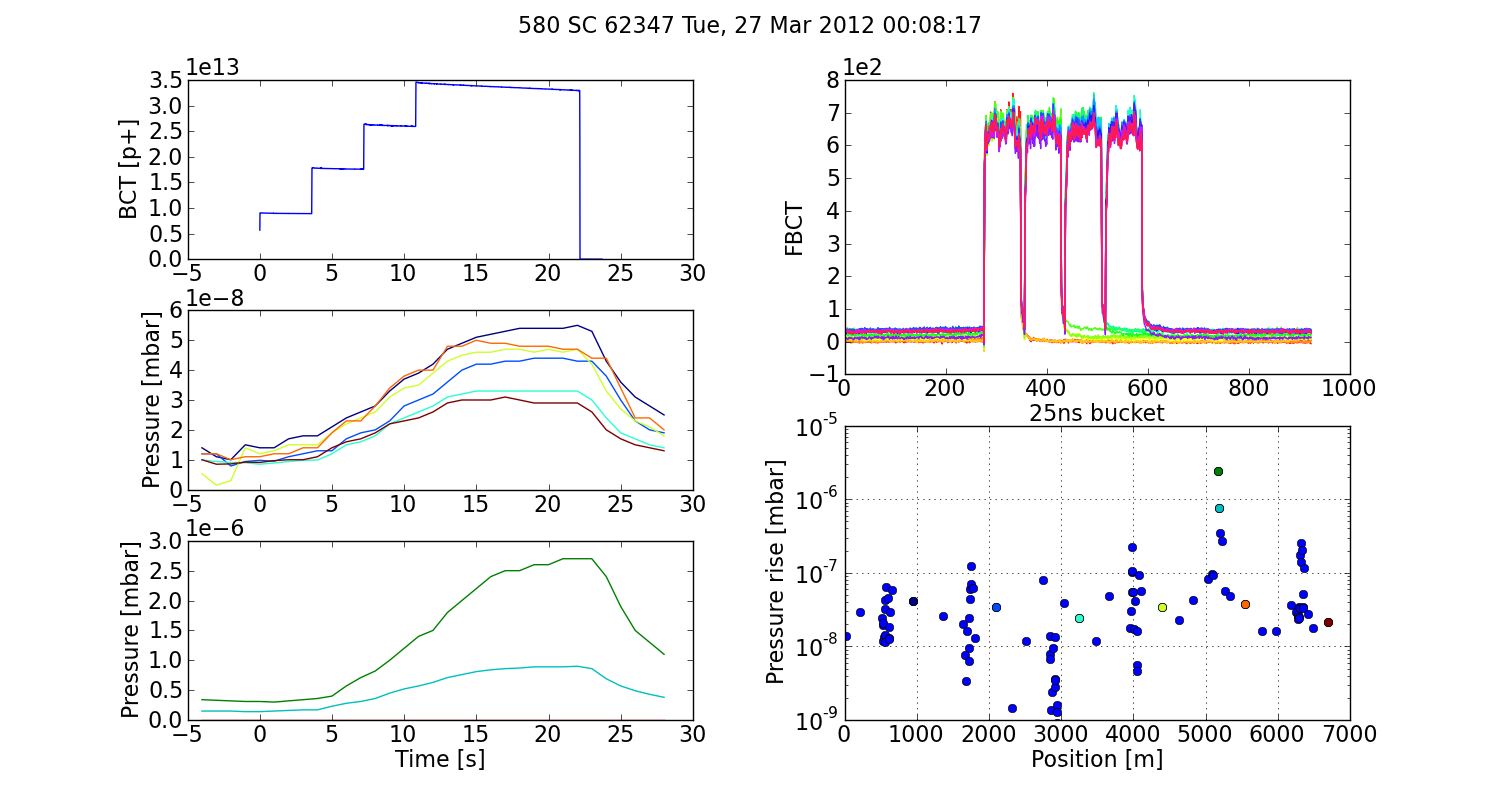 580 SC 62347 Tue, 27 Mar 2012 00:08:17
1e13
3.5
3.0
2.5
2.0
1.5
1.0
0.5
0.0
BCT [p+]
−5 0 5 10 15 20 25 30
1e−8
6
5
4
3
2
1
0
Pressure [mbar]
−5 0 5 10 15 20 25 30
1e−6
3.0
2.5
2.0
1.5
1.0
0.5
0.0
Pressure [mbar]
−5 0 5 10 15 20 25 30
Time [s]
1e2
8
7
6
5
4
3
2
1
0
−1
FBCT
0 200 400 600 800 1000
25ns bucket
10^-5
10^-6
10^-7
10^-8
10^-9
Pressure rise [mbar]
0 1000 2000 3000 4000 5000 6000 7000
Position [m]